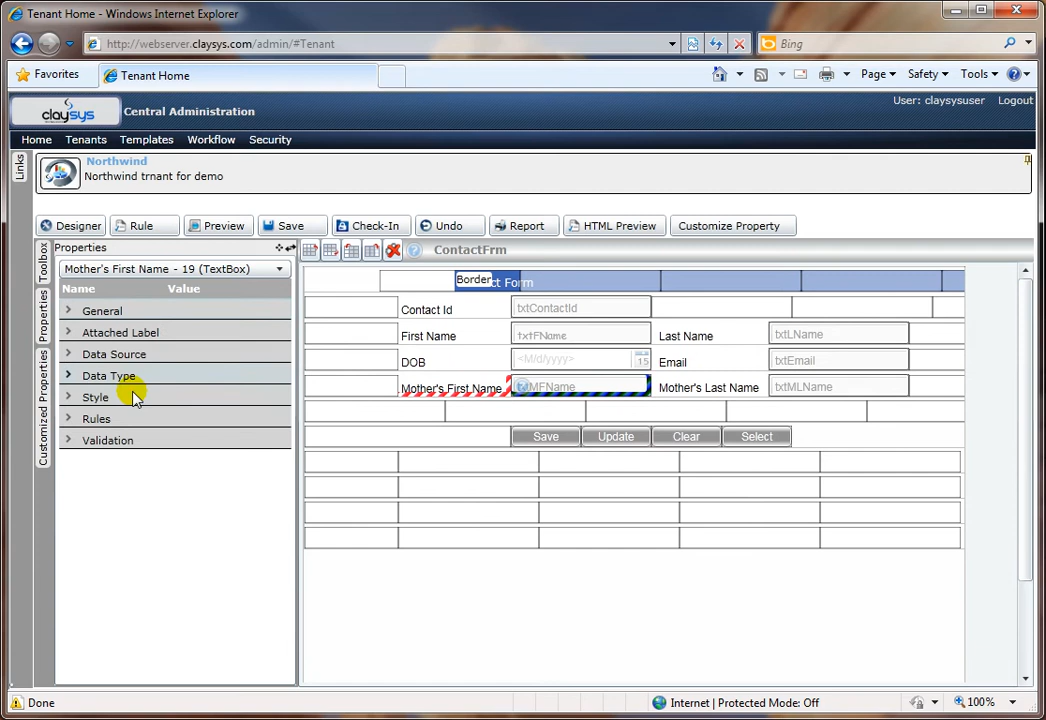 Tenant Home - Windows Internet Explorer
http://webserver.claysys.com/admin/#Tenant
Bing
Favorites
Tenant Home
Page
Safety
Tools
claysys
Central Administration
User: claysysuser
Logout
Home
Tenants
Templates
Workflow
Security
Links
Northwind
Northwind trnant for demo
Designer
Rule
Preview
Save
Check-In
Undo
Report
HTML Preview
Customize Property
Toolbox
Properties
Customized Properties
Properties
Mother's First Name - 19 (TextBox)
Name
Value
General
Attached Label
Data Source
Data Type
Style
Rules
Validation
ContactFrm
Border
ct Form
Contact Id
txtContactId
First Name
txtFName
Last Name
txtLName
DOB
<M/d/yyyy>
15
Email
txtEmail
Mother's First Name
txtMFName
Mother's Last Name
txtMLName
Save
Update
Clear
Select
Done
Internet | Protected Mode: Off
100%